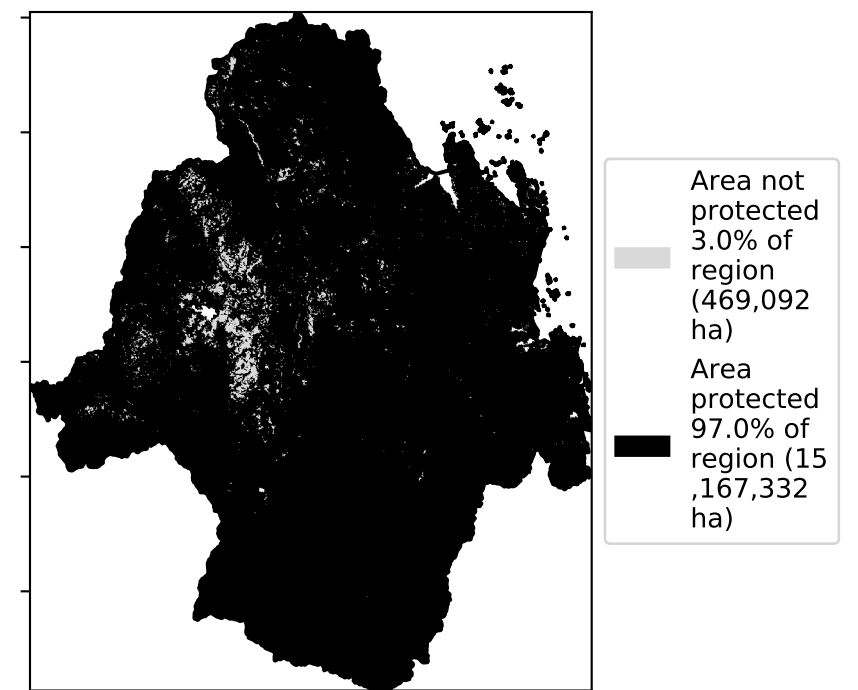 Area not
protected
3.0% of
region
(469,092
ha)
Area
protected
97.0% of
region (15
,167,332
ha)